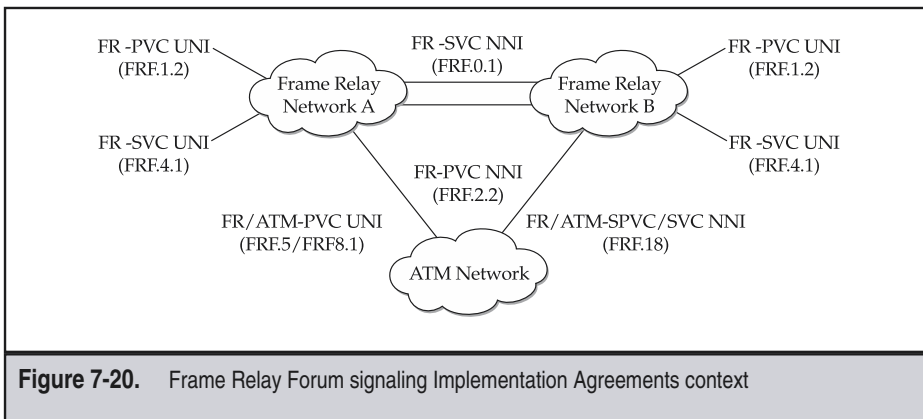 FR -PVC UNI
(FRF.1.2)
FR -SVC NNI
(FRF.0.1)
FR -PVC UNI
(FRF.1.2)
Frame Relay
Network A
Frame Relay
Network B
FR -SVC UNI
(FRF.4.1)
FR -SVC UNI
(FRF.4.1)
FR-PVC NNI
(FRF.2.2)
FR/ATM-PVC UNI
(FRF.5/FRF8.1)
FR/ATM-SPVC/SVC NNI
(FRF.18)
ATM Network
Figure 7-20. Frame Relay Forum signaling Implementation Agreements context